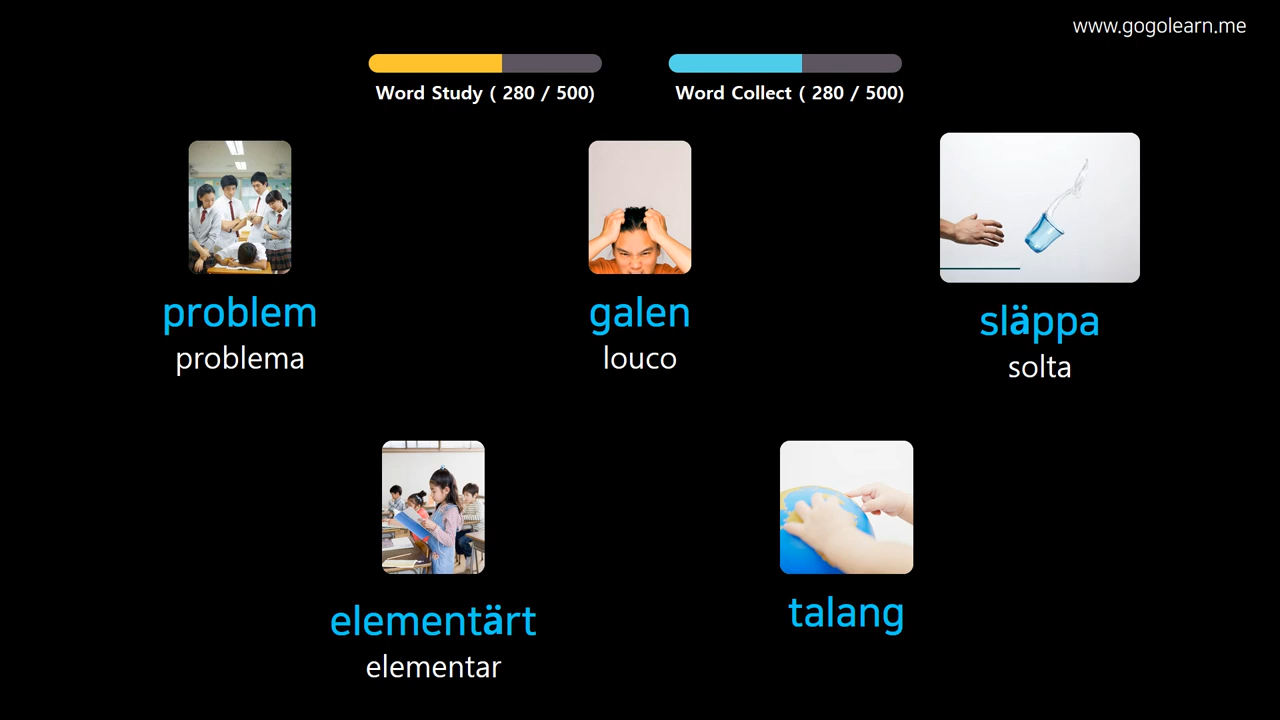 www.gogolearn.me
Word Study ( 280 / 500)
Word Collect ( 280 / 500)
problem
problema
galen
louco
släppa
solta
elementärt
elementar
talang